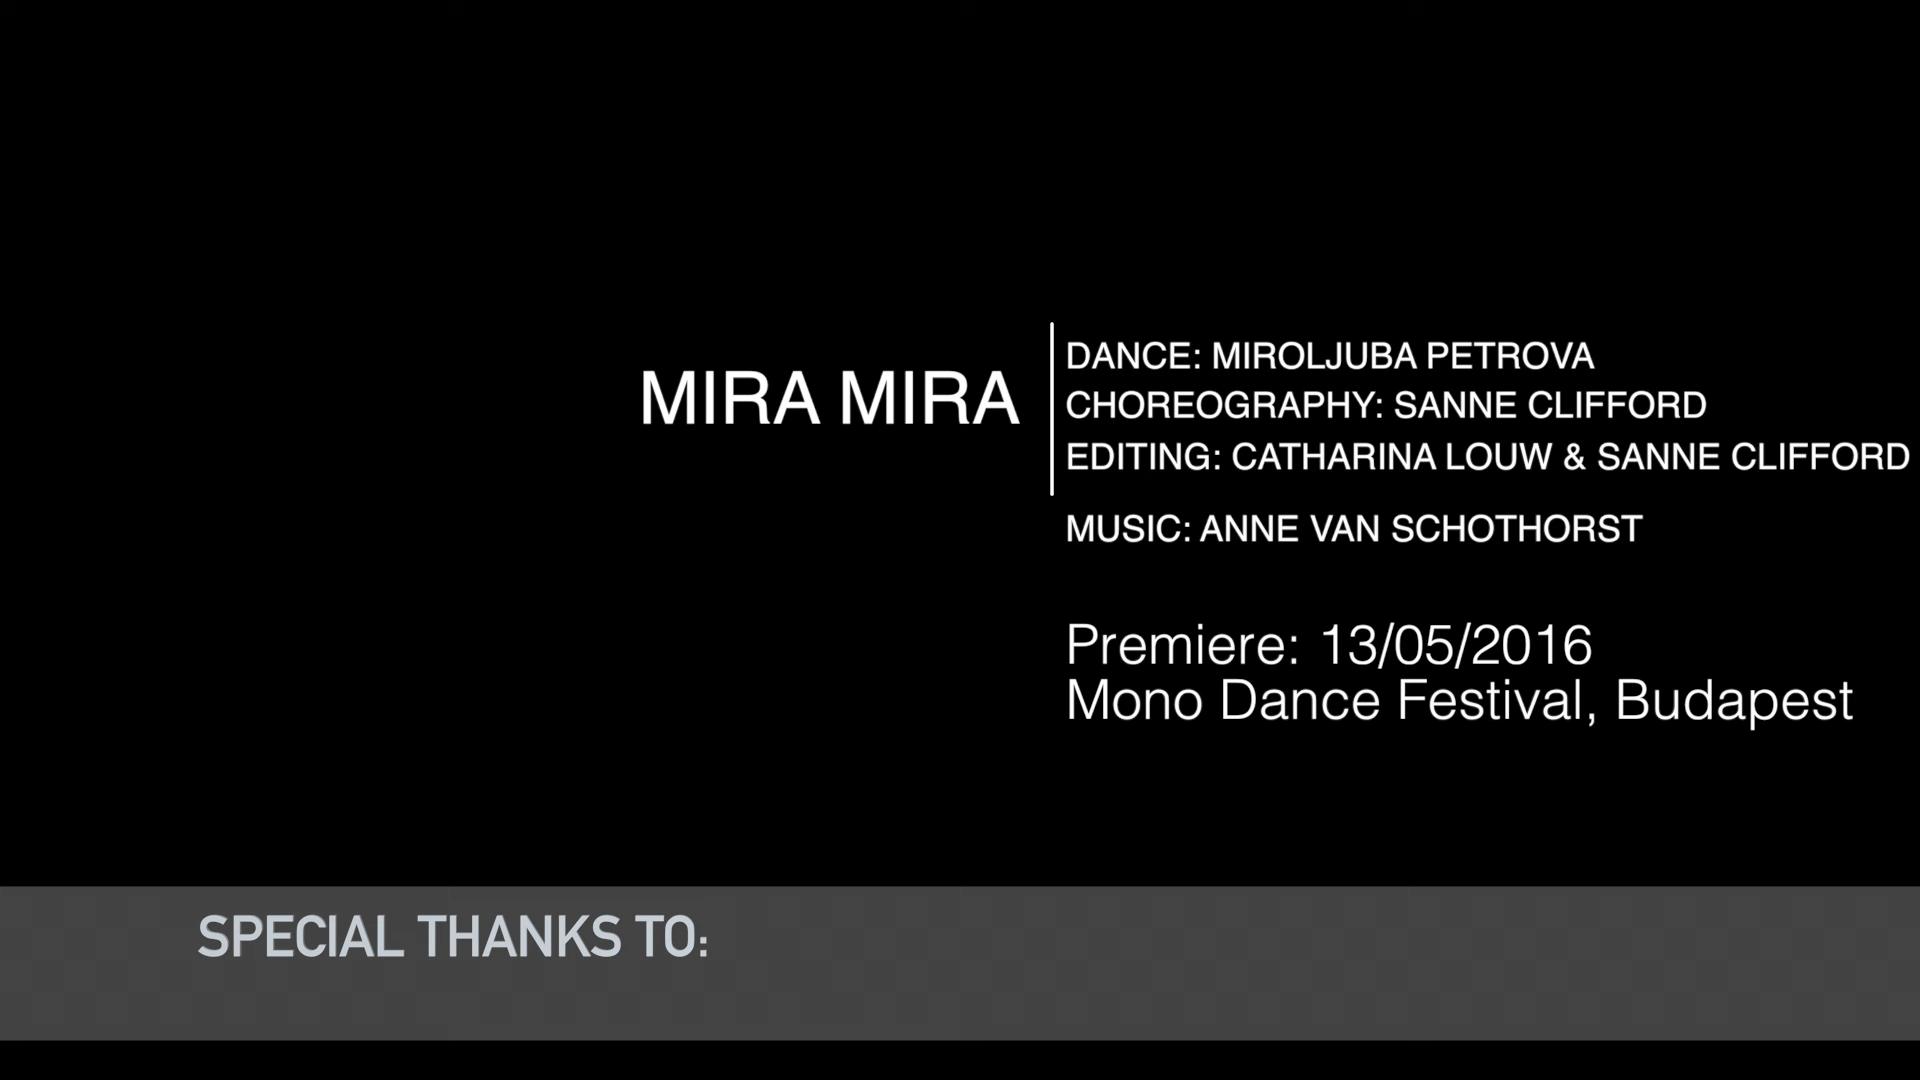 MIRA MIRA
DANCE: MIROLJUBA PETROVA
CHOREOGRAPHY: SANNE CLIFFORD
EDITING: CATHARINA LOUW & SANNE CLIFFORD
MUSIC: ANNE VAN SCHOTHORST
Premiere: 13/05/2016
Mono Dance Festival, Budapest
SPECIAL THANKS TO: